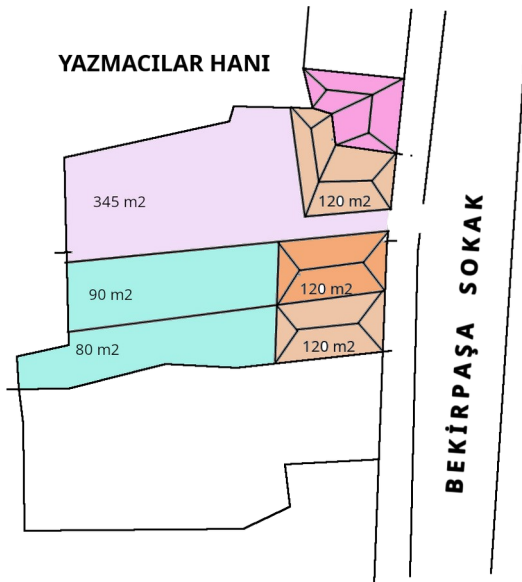 YAZMACILAR HANI
345 m2
120 m2
90 m2
120 m2
80 m2
120 m2
BEKİRPAŞA SOKAK